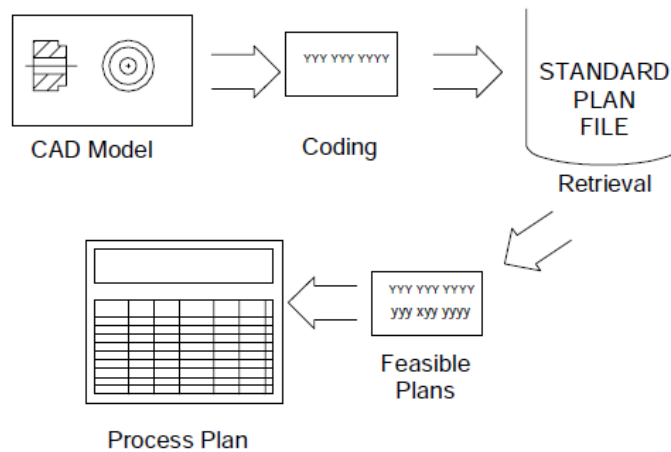 YYY YYY YYYY
STANDARD
PLAN
FILE
CAD Model
Coding
Retrieval
YYY YYY YYYY
yyy xyy yyyy
Feasible
Plans
Process Plan